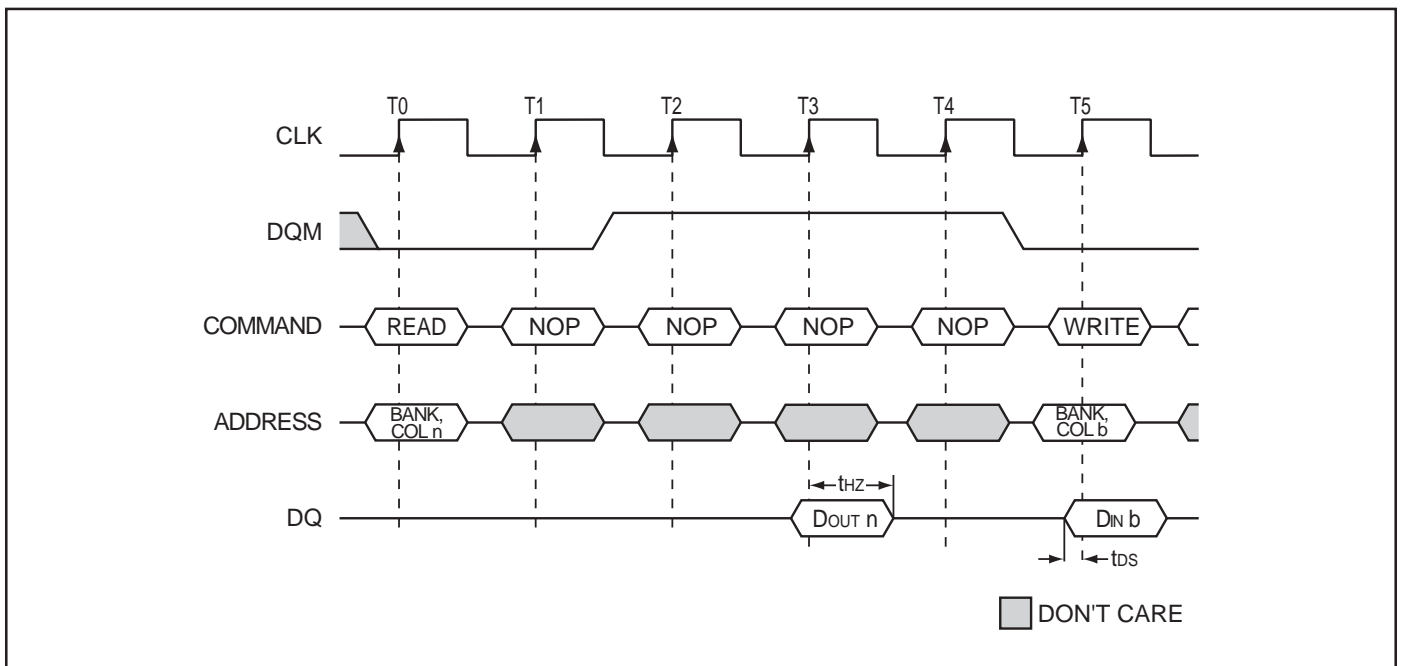 T0 T1 T2 T3 T4 T5
CLK
DQM
COMMAND READ NOP NOP NOP NOP WRITE
ADDRESS BANK, COL n BANK, COL b
tHZ
DQ DOUT n DIN b
tDS
DON'T CARE